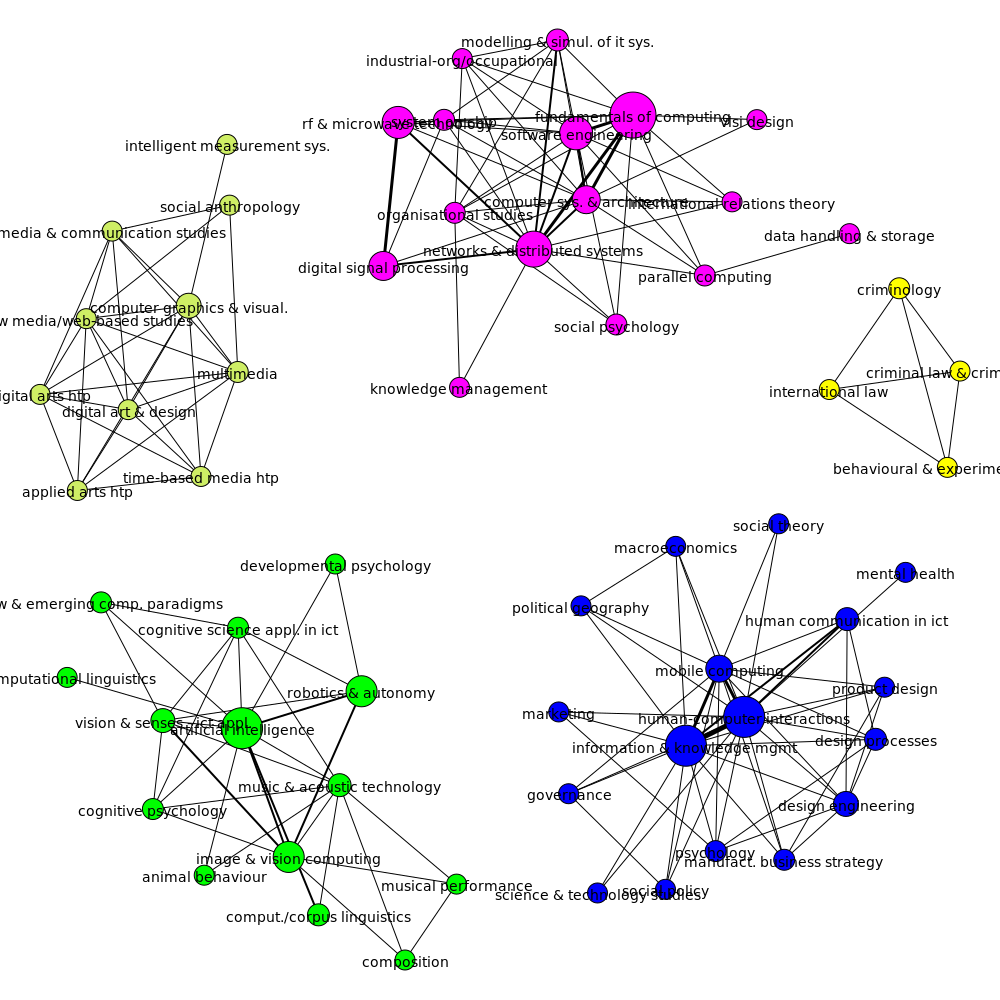 modelling & simul. of it sys.
industrial-org/occupational
fundamentals of computing
rf & microwave technology
system on chip
vlsi design
software engineering
intelligent measurement sys.
social anthropology
computer sys. & architecture
international relations theory
organisational studies
media & communication studies
data handling & storage
networks & distributed systems
digital signal processing
parallel computing
criminology
computer graphics & visual.
w media/web-based studies
social psychology
multimedia
criminal law & crim
knowledge management
international law
igital arts htp
digital art & design
behavioural & experime
time-based media htp
applied arts htp
social theory
macroeconomics
developmental psychology
mental health
w & emerging comp. paradigms
political geography
human communication in ict
cognitive science appl. in ict
mobile computing
mputational linguistics
robotics & autonomy
product design
marketing
human-computer interactions
vision & senses-ict appl.
artificial intelligence
design processes
information & knowledge mgmt
music & acoustic technology
governance
design engineering
cognitive psychology
psychology
image & vision computing
manufact. business strategy
animal behaviour
musical performance
social policy
science & technology studies
comput./corpus linguistics
composition